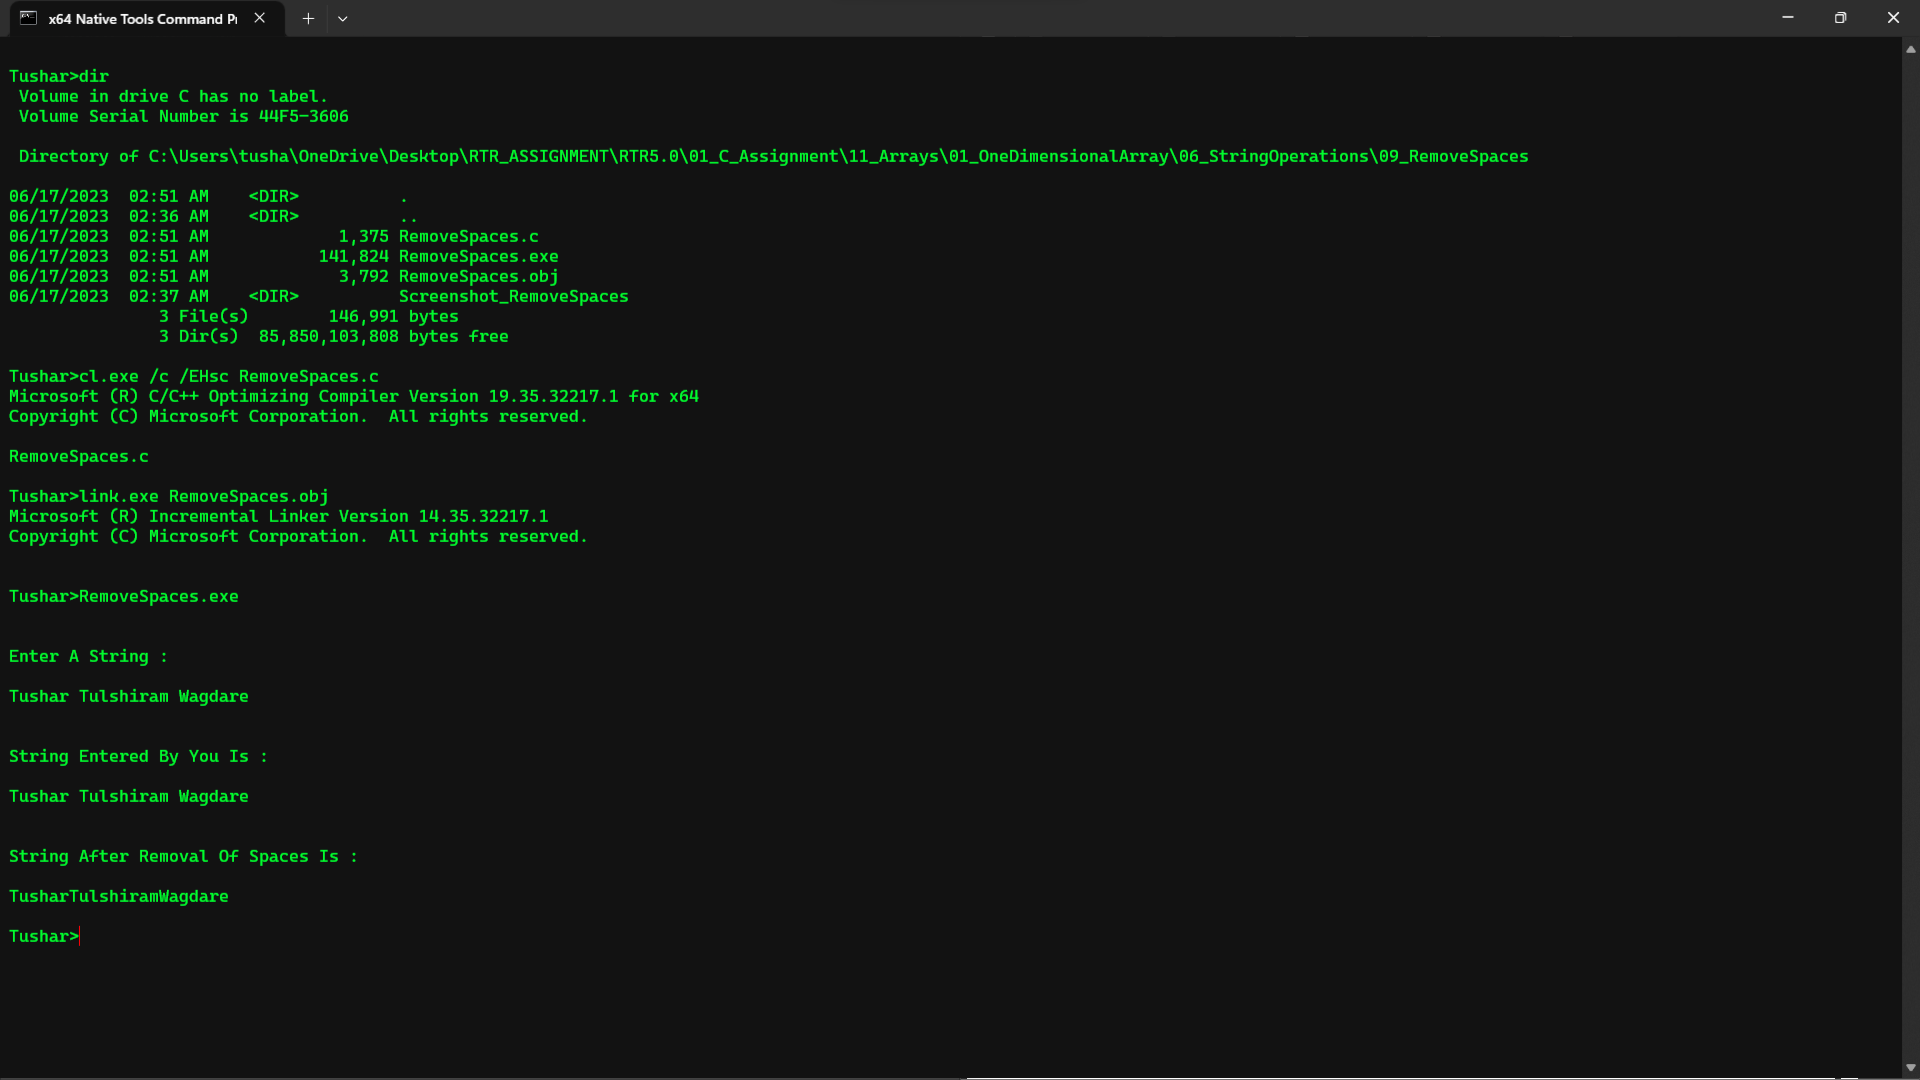 x64 Native Tools Command Pr
Tushar>dir
 Volume in drive C has no label.
 Volume Serial Number is 44F5-3606

 Directory of C:\Users\tusha\OneDrive\Desktop\RTR_ASSIGNMENT\RTR5.0\01_C_Assignment\11_Arrays\01_OneDimensionalArray\06_StringOperations\09_RemoveSpaces

06/17/2023  02:51 AM    <DIR>          .
06/17/2023  02:36 AM    <DIR>          ..
06/17/2023  02:51 AM             1,375 RemoveSpaces.c
06/17/2023  02:51 AM           141,824 RemoveSpaces.exe
06/17/2023  02:51 AM             3,792 RemoveSpaces.obj
06/17/2023  02:37 AM    <DIR>          Screenshot_RemoveSpaces
               3 File(s)        146,991 bytes
               3 Dir(s)  85,850,103,808 bytes free

Tushar>cl.exe /c /EHsc RemoveSpaces.c
Microsoft (R) C/C++ Optimizing Compiler Version 19.35.32217.1 for x64
Copyright (C) Microsoft Corporation.  All rights reserved.

RemoveSpaces.c

Tushar>link.exe RemoveSpaces.obj
Microsoft (R) Incremental Linker Version 14.35.32217.1
Copyright (C) Microsoft Corporation.  All rights reserved.

Tushar>RemoveSpaces.exe

Enter A String :

Tushar Tulshiram Wagdare

String Entered By You Is :

Tushar Tulshiram Wagdare

String After Removal Of Spaces Is :

TusharTulshiramWagdare

Tushar>